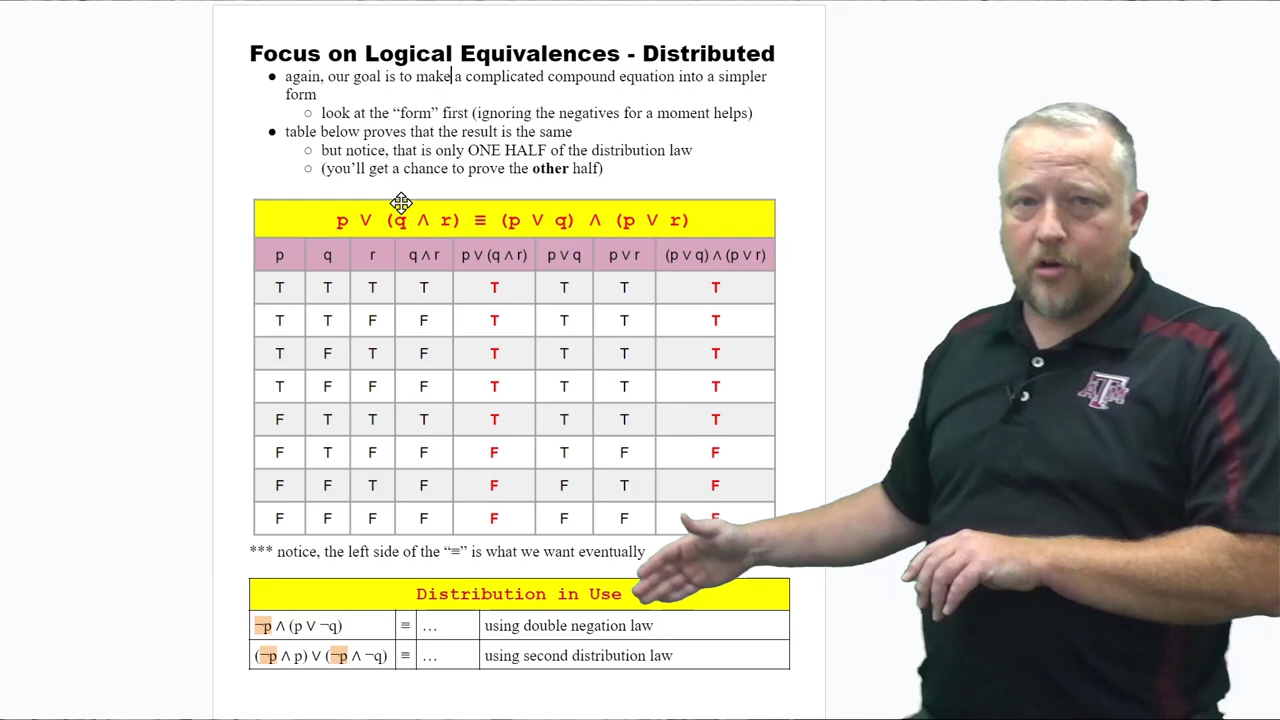 Focus on Logical Equivalences - Distributed
● again, our goal is to make a complicated compound equation into a simpler
form
○ look at the “form” first (ignoring the negatives for a moment helps)
● table below proves that the result is the same
○ but notice, that is only ONE HALF of the distribution law
○ (you’ll get a chance to prove the other half)
p ∨ (q ∧ r) ≡ (p ∨ q) ∧ (p ∨ r)
p q r q ∧ r p ∨ (q ∧ r) p ∨ q p ∨ r (p ∨ q) ∧ (p ∨ r)
T T T T T T T T
T T F F T T T T
T F T F T T T T
T F F F T T T T
F T T T T T T T
F T F F F T F F
F F T F F F T F
F F F F F F F F
*** notice, the left side of the “≡” is what we want eventually
Distribution in Use
¬p ∧ (p ∨ ¬q) ≡ … using double negation law
(¬p ∧ p) ∨ (¬p ∧ ¬q) ≡ … using second distribution law
ATM